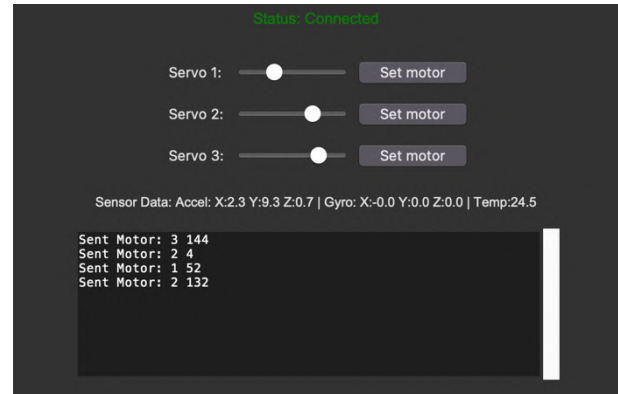 Status: Connected
Servo 1: Set motor
Servo 2: Set motor
Servo 3: Set motor
Sensor Data: Accel: X:2.3 Y:9.3 Z:0.7 | Gyro: X:-0.0 Y:0.0 Z:0.0 | Temp:24.5
Sent Motor: 3 144
Sent Motor: 2 4
Sent Motor: 1 52
Sent Motor: 2 132